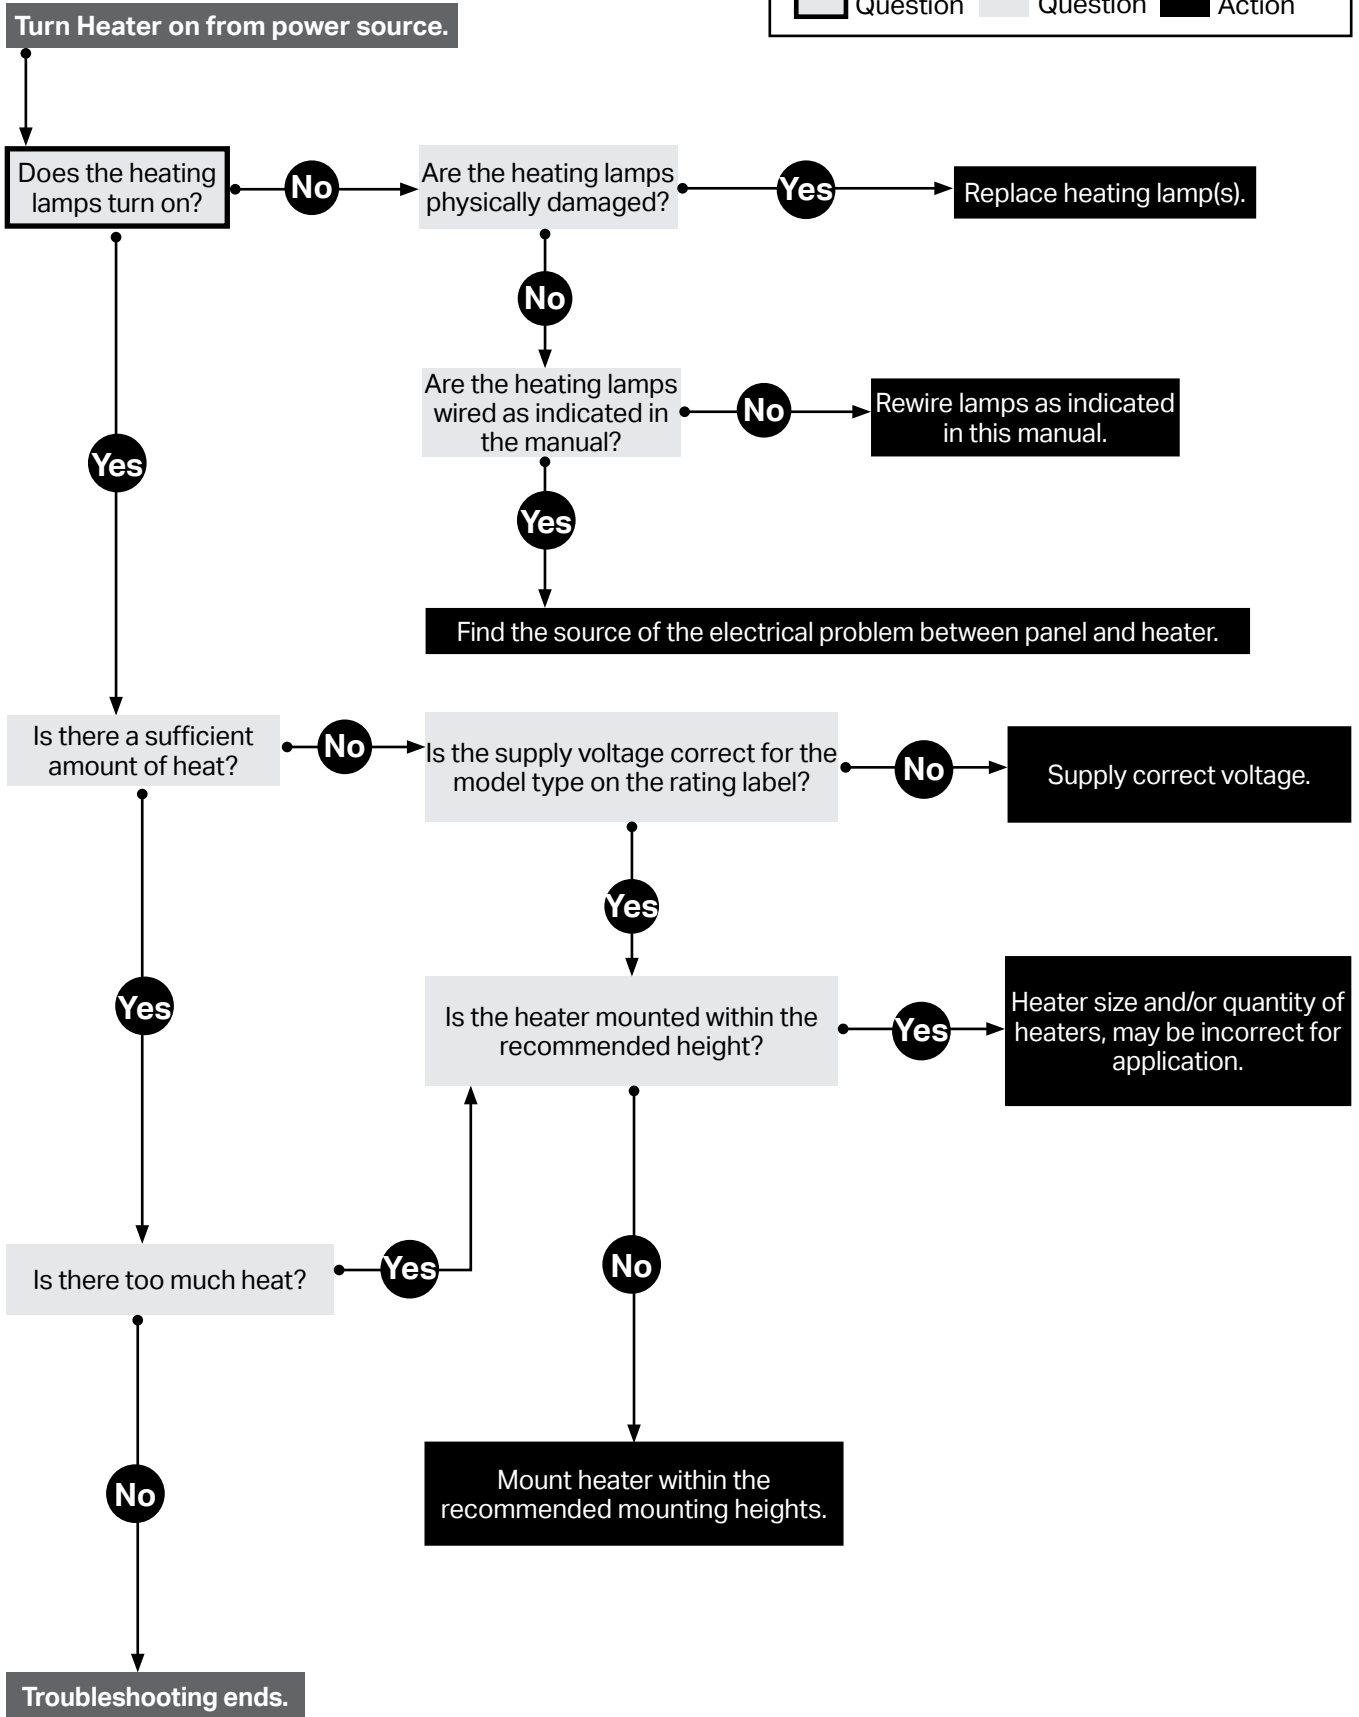 Turn Heater on from power source.
Question Question Action
Does the heating
lamps turn on?
No
Are the heating lamps
physically damaged?
Yes
Replace heating lamp(s).
No
Are the heating lamps
wired as indicated in
the manual?
No
Rewire lamps as indicated
in this manual.
Yes
Yes
Find the source of the electrical problem between panel and heater.
Is there a sufficient
amount of heat?
No
Is the supply voltage correct for the
model type on the rating label?
No
Supply correct voltage.
Yes
Yes
Is the heater mounted within the
recommended height?
Yes
Heater size and/or quantity of
heaters, may be incorrect for
application.
Is there too much heat?
Yes
No
Mount heater within the
recommended mounting heights.
No
Troubleshooting ends.